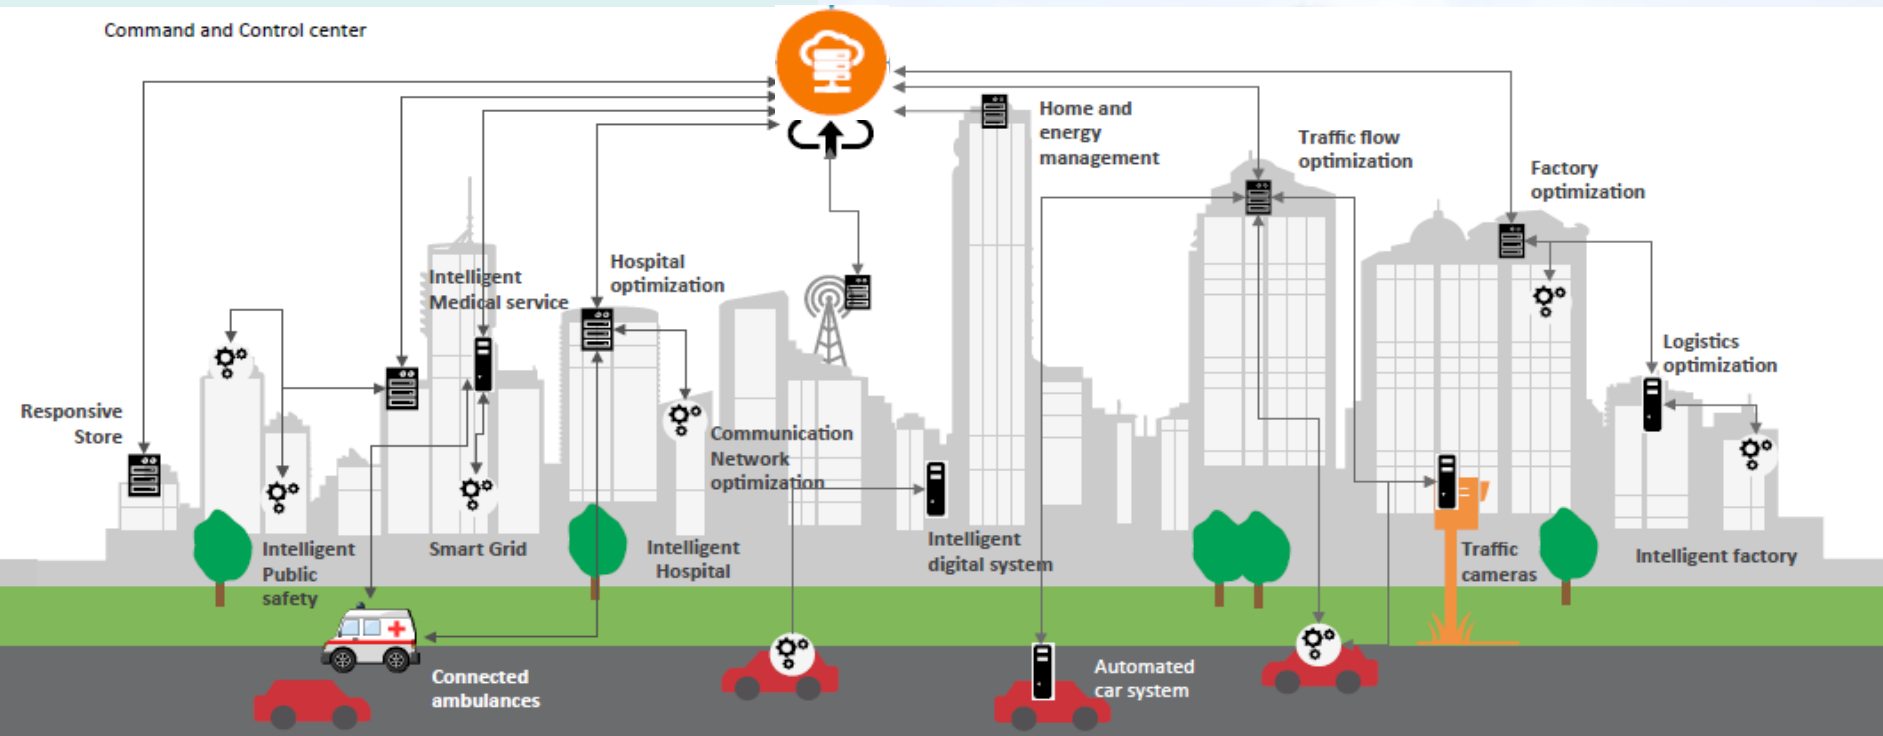 Command and Control center
Home and
energy
management
Traffic flow
optimization
Factory
optimization
Hospital
optimization
Intelligent
Medical service
Logistics
optimization
Responsive
Store
Communication
Network
optimization
Intelligent
Public
safety
Smart Grid
Intelligent
Hospital
Intelligent
digital system
Traffic
cameras
Intelligent factory
Connected
ambulances
Automated
car system